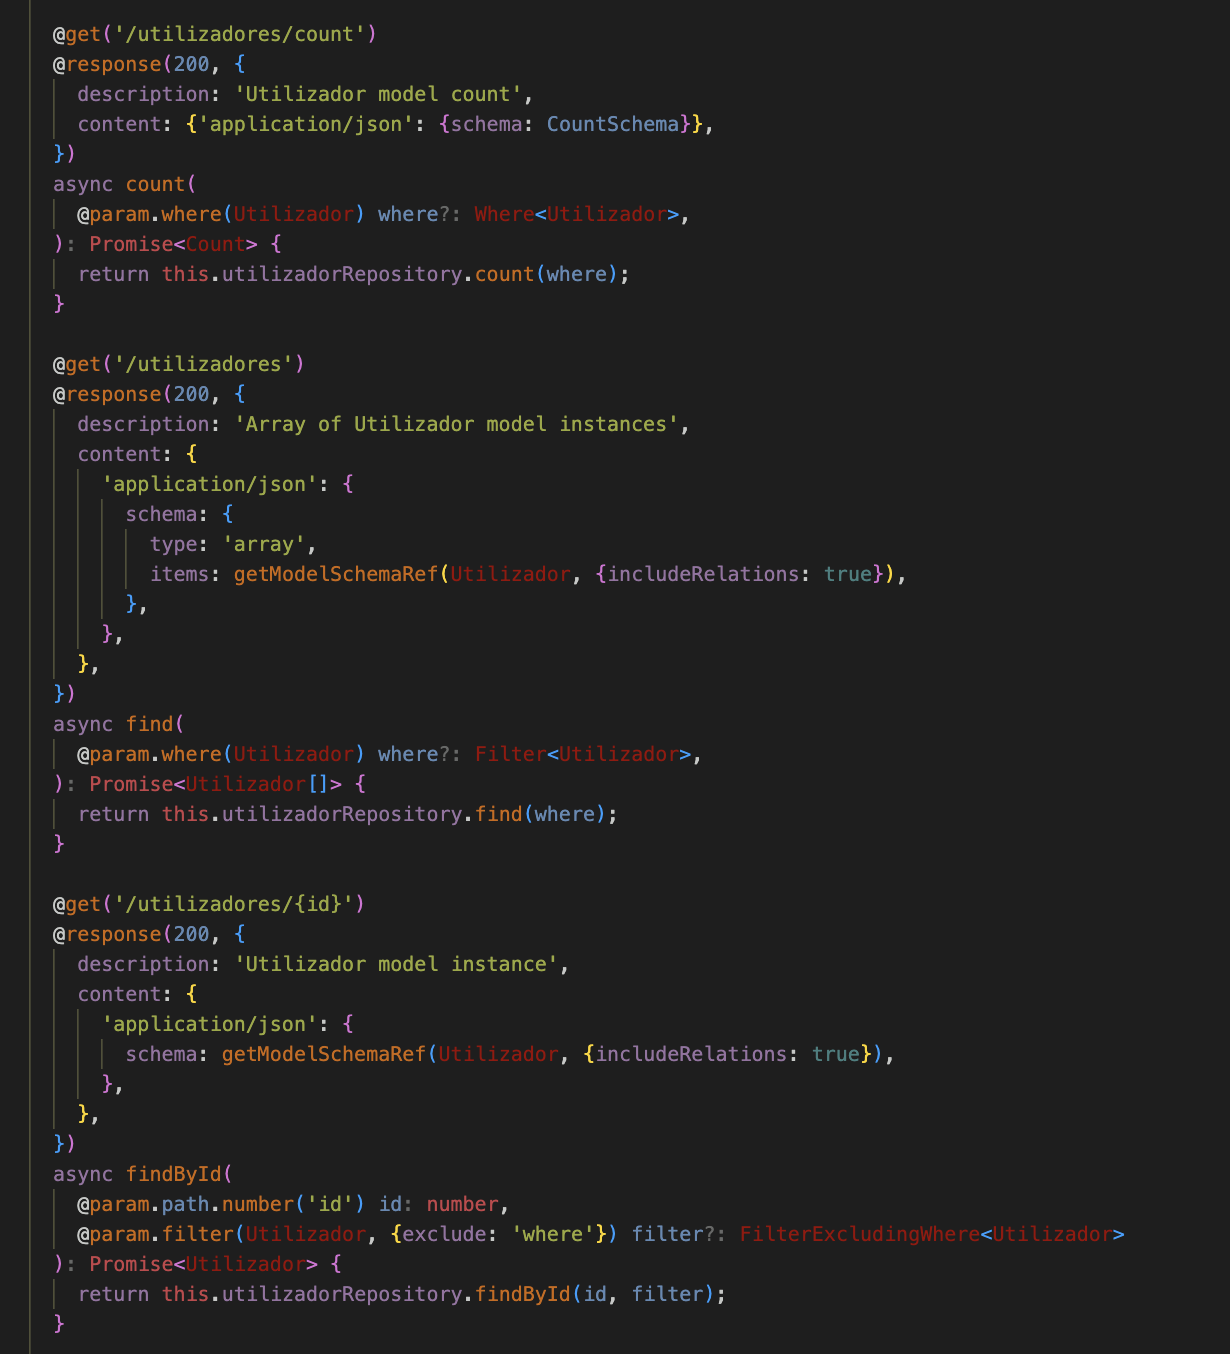 @get('/utilizadores/count')
@response(200, {
  description: 'Utilizador model count',
  content: {'application/json': {schema: CountSchema}},
})
async count(
  @param.where(Utilizador) where?: Where<Utilizador>,
): Promise<Count> {
  return this.utilizadorRepository.count(where);
}

@get('/utilizadores')
@response(200, {
  description: 'Array of Utilizador model instances',
  content: {
    'application/json': {
      schema: {
        type: 'array',
        items: getModelSchemaRef(Utilizador, {includeRelations: true}),
      },
    },
  },
})
async find(
  @param.where(Utilizador) where?: Filter<Utilizador>,
): Promise<Utilizador[]> {
  return this.utilizadorRepository.find(where);
}

@get('/utilizadores/{id}')
@response(200, {
  description: 'Utilizador model instance',
  content: {
    'application/json': {
      schema: getModelSchemaRef(Utilizador, {includeRelations: true}),
    },
  },
})
async findById(
  @param.path.number('id') id: number,
  @param.filter(Utilizador, {exclude: 'where'}) filter?: FilterExcludingWhere<Utilizador>
): Promise<Utilizador> {
  return this.utilizadorRepository.findById(id, filter);
}